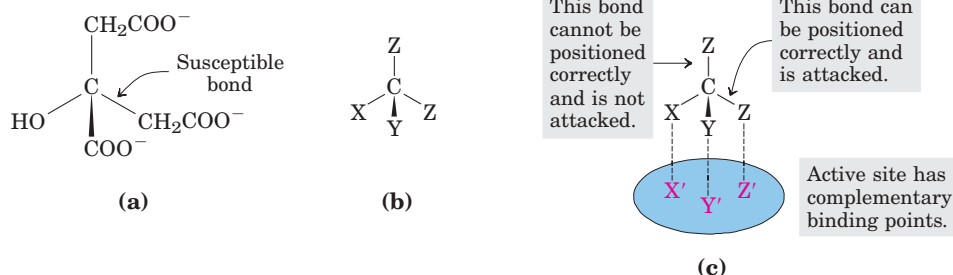 CH₂COO⁻
Susceptible
bond
C
HO
CH₂COO⁻
COO⁻
(a)
Z
C
X
Z
Y
(b)
This bond
cannot be
positioned
correctly
and is not
attacked.
This bond can
be positioned
correctly and
is attacked.
Z
C
X
Z
Y
X′
Z′
Y′
Active site has
complementary
binding points.
(c)